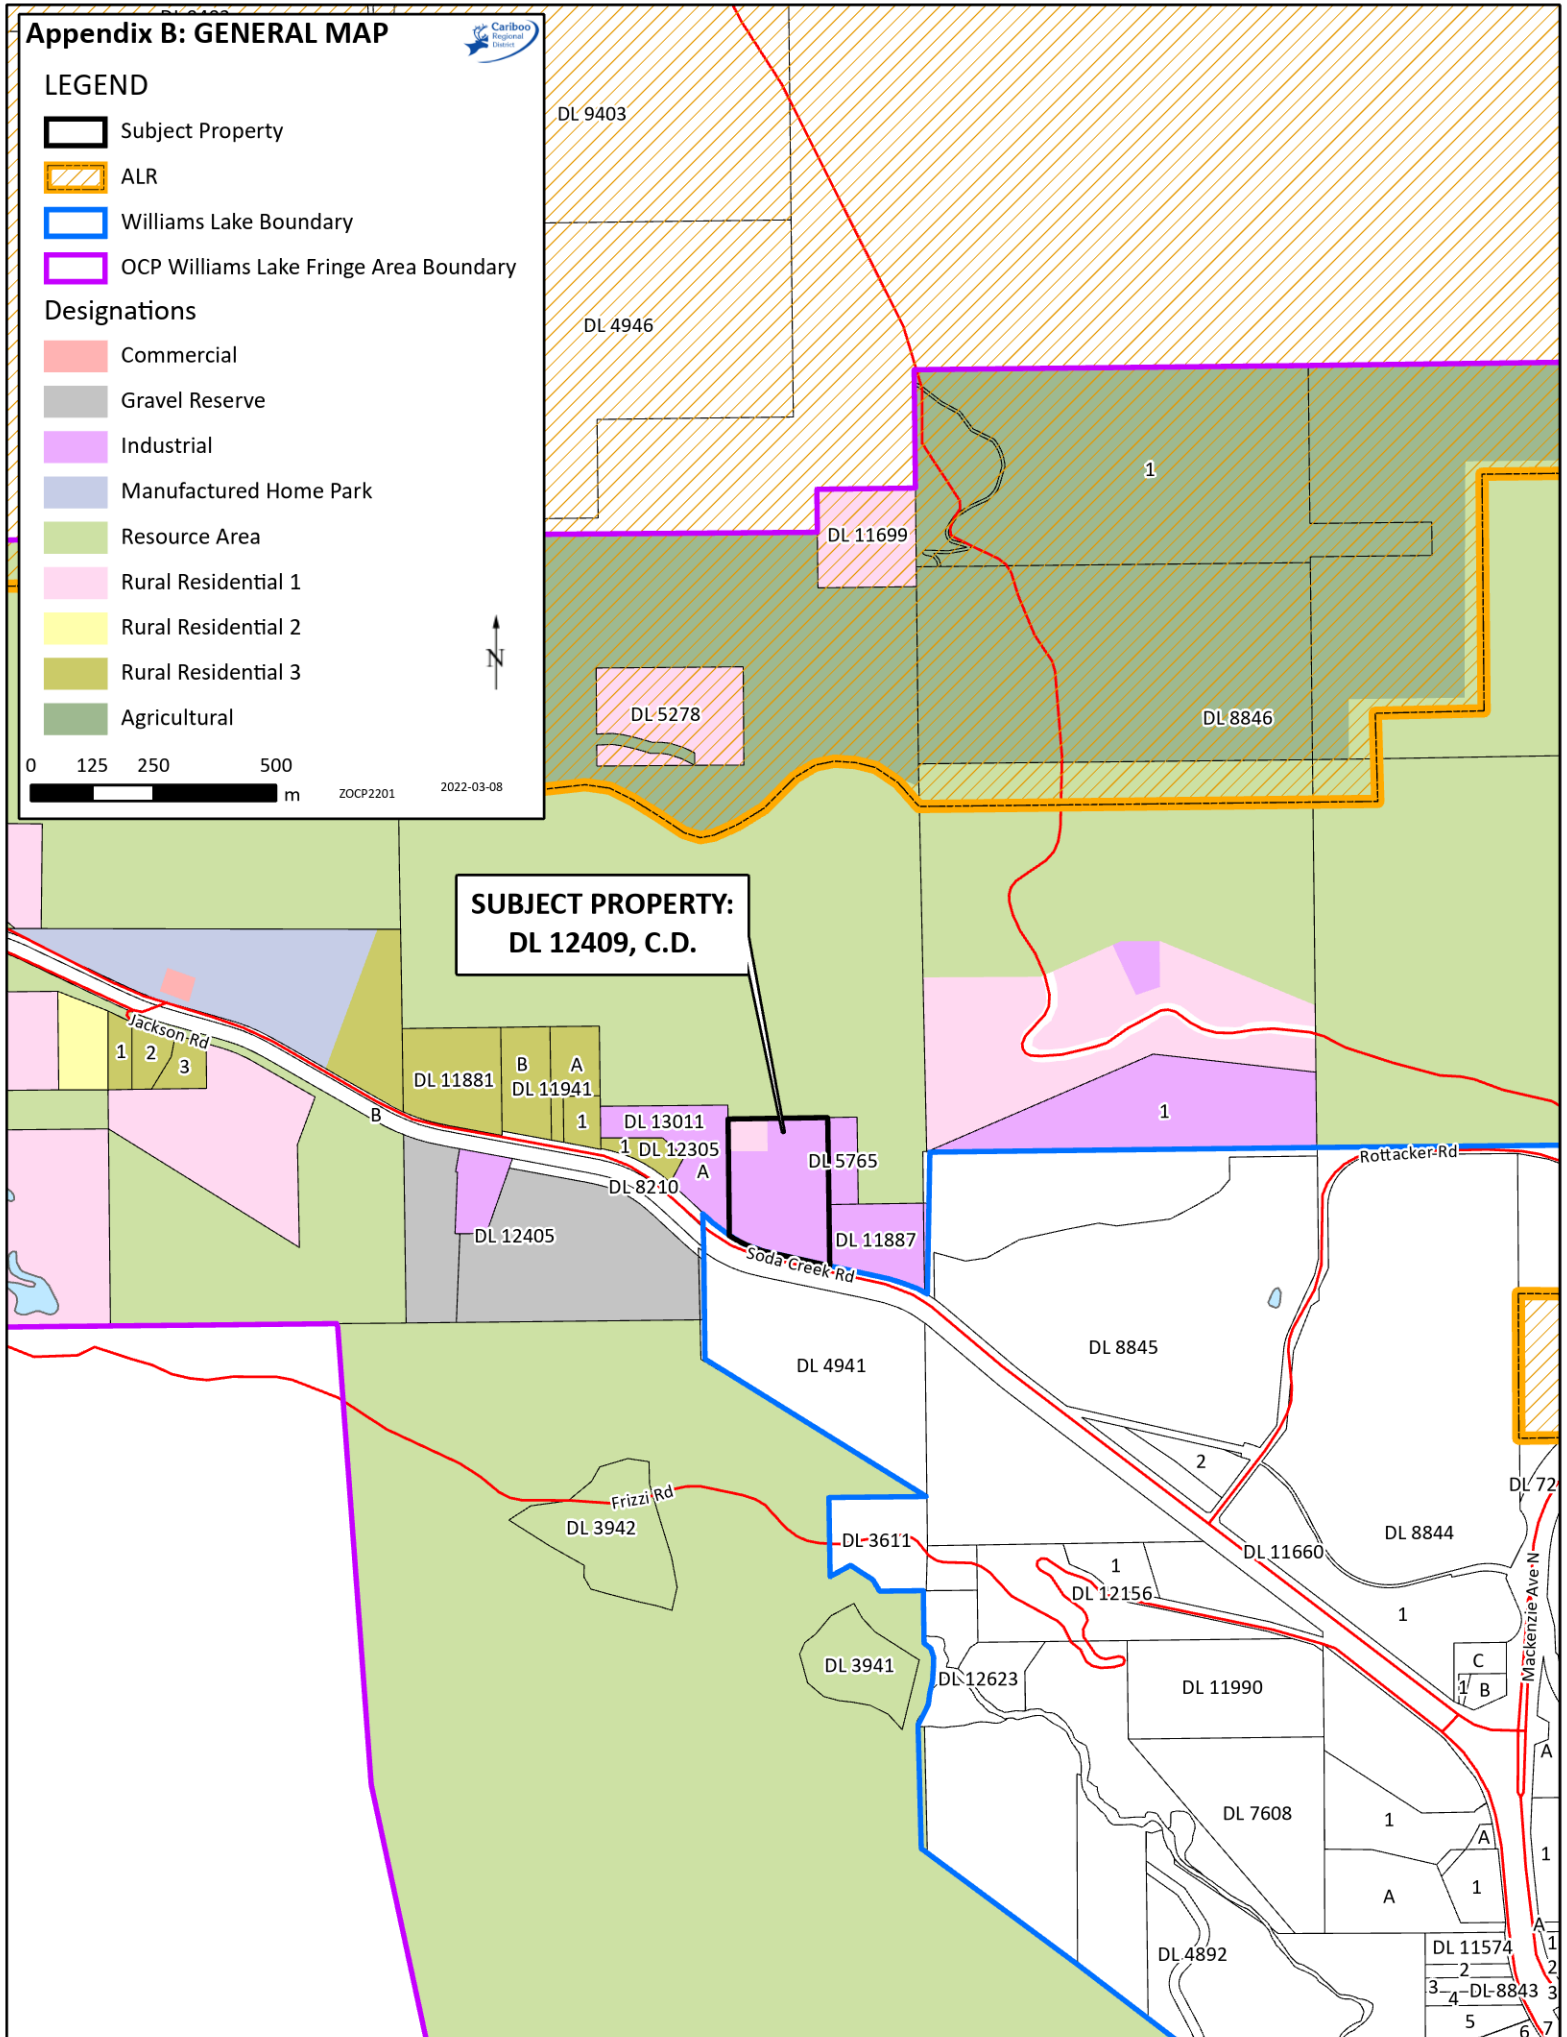 Appendix B: GENERAL MAP
Cariboo
Regional
District
LEGEND
Subject Property
ALR
Williams Lake Boundary
OCP Williams Lake Fringe Area Boundary
Designations
Commercial
Gravel Reserve
Industrial
Manufactured Home Park
Resource Area
Rural Residential 1
Rural Residential 2
Rural Residential 3
Agricultural
N
0 125 250 500
m
ZOCP2201
2022-03-08
DL 9403
DL 4946
1
DL 11699
DL 5278
DL 8846
SUBJECT PROPERTY:
DL 12409, C.D.
Jackson Rd
1
2
3
B
DL 11881
B
A
DL 11941
1
DL 13011
1
DL 12305
A
DL 5765
1
DL 8210
DL 12405
DL 11887
Soda Creek Rd
Rottacker Rd
DL 4941
DL 8845
2
DL 72
Frizzi Rd
DL 3942
DL 3611
DL 8844
DL 11660
1
DL 12156
1
Mackenzie Ave N
DL 3941
DL 12623
DL 11990
C
1
B
A
DL 7608
1
A
1
1
A
A
DL 4892
DL 11574
1
2
2
3
DL 8843
3
4
5
6
7